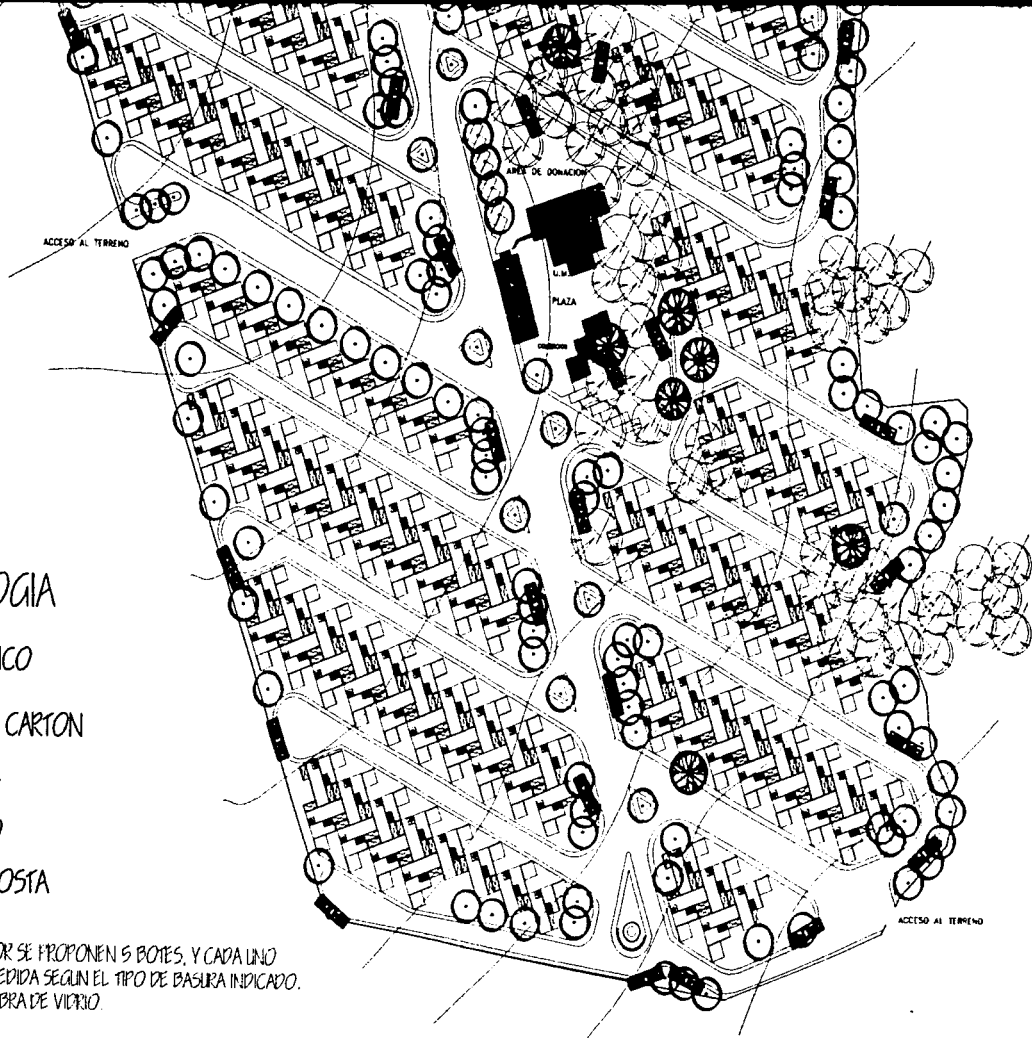 AREA DE DONACION
ACCESO AL TERRENO
U.M.
PLAZA
OGIA
ICO
CARTON
O
OSTA
ACCESO AL TERRENO
OR SE PROPONEN 5 BOTES, Y CADA UNO
EDIDA SEGUN EL TIPO DE BASURA INDICADO.
BRA DE VIDRIO.